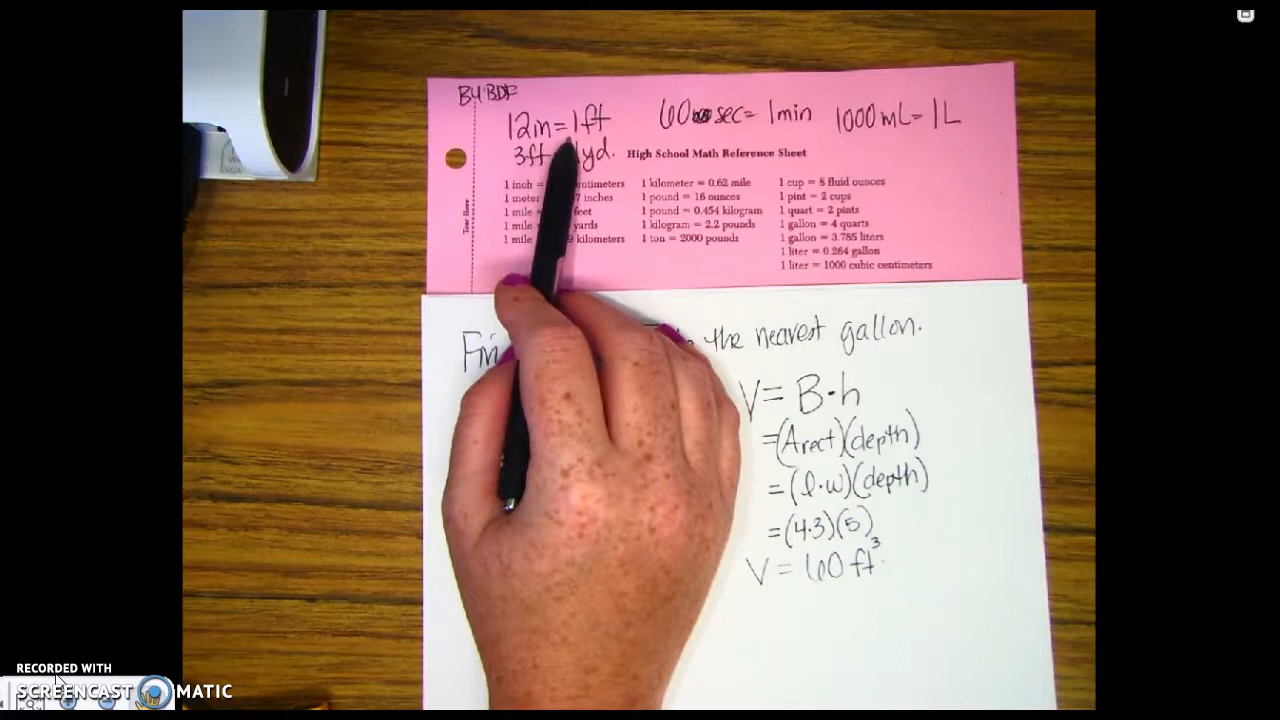 B4 BDF
12in = 1ft 60 sec = 1min 1000mL = 1L
3ft yd.
High School Math Reference Sheet
Tear Here
1 inch = 1 kilometer = 0.62 mile 1 cup = 8 fluid ounces
1 meter inches 1 pound = 16 ounces 1 pint = 2 cups
1 mile feet 1 pound = 0.454 kilogram 1 quart = 2 pints
1 mile yards 1 kilogram = 2.2 pounds 1 gallon = 4 quarts
1 mile kilometers 1 ton = 2000 pounds 1 gallon = 3.785 liters
1 liter = 0.264 gallon
1 liter = 1000 cubic centimeters
the nearest gallon.
V = B·h
=(Arect)(depth)
=(l·w)(depth)
=(4·3)(5)
V = 60 ft³
RECORDED WITH
SCREENCAST MATIC